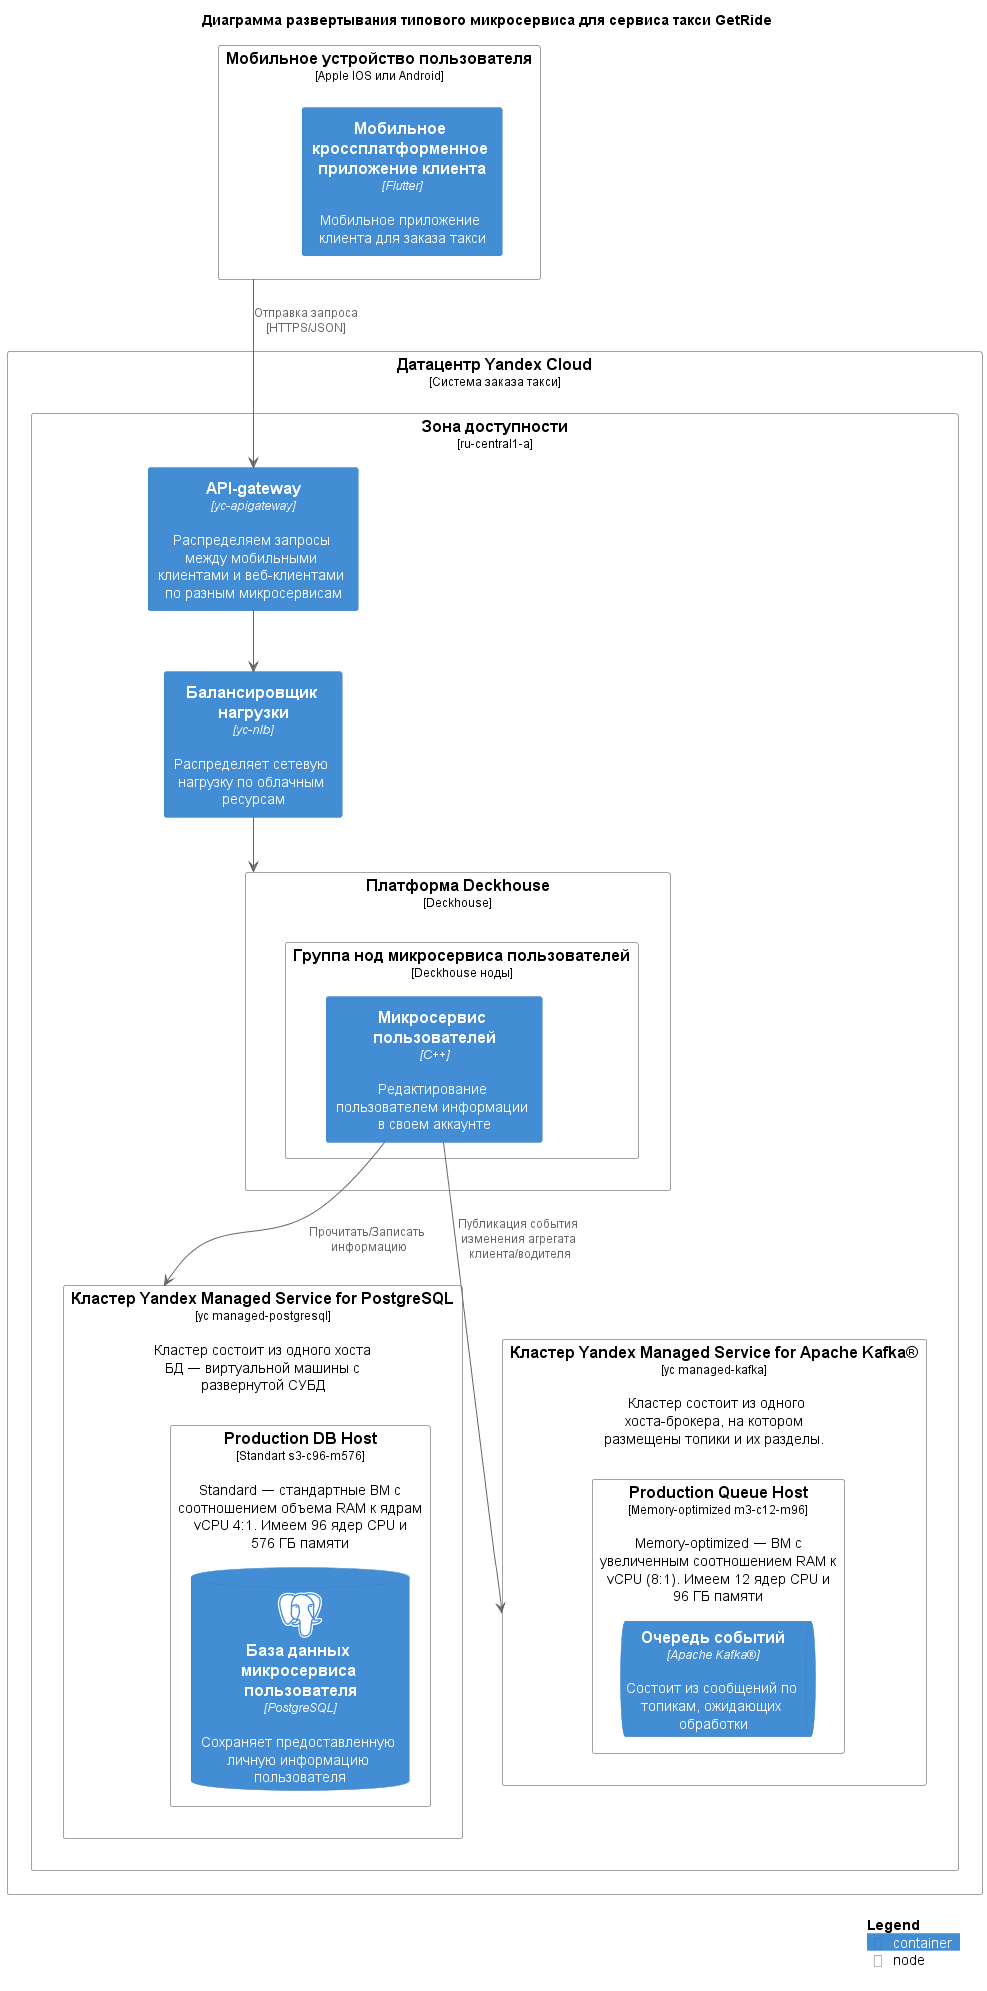 Диаграмма развертывания типового микросервиса для сервиса такси GetRide
Мобильное устройство пользователя
[Apple IOS или Android]
Мобильное
кроссплатформенное
приложение клиента
[Flutter]
Мобильное приложение
клиента для заказа такси
Отправка запроса
[HTTPS/JSON]
Датацентр Yandex Cloud
[Система заказа такси]
Зона доступности
[ru-central1-a]
API-gateway
[yc-apigateway]
Распределяем запросы
между мобильными
клиентами и веб-клиентами
по разным микросервисам
Балансировщик
нагрузки
[yc-nlb]
Распределяет сетевую
нагрузку по облачным
ресурсам
Платформа Deckhouse
[Deckhouse]
Группа нод микросервиса пользователей
[Deckhouse ноды]
Микросервис
пользователей
[C++]
Редактирование
пользователем информации
в своем аккаунте
Прочитать/Записать
информацию
Публикация события
изменения агрегата
клиента/водителя
Кластер Yandex Managed Service for PostgreSQL
[yc managed-postgresql]
Кластер состоит из одного хоста
БД — виртуальной машины с
развернутой СУБД
Production DB Host
[Standart s3-c96-m576]
Standard — стандартные ВМ с
соотношением объема RAM к ядрам
vCPU 4:1. Имеем 96 ядер CPU и
576 ГБ памяти
База данных
микросервиса
пользователя
[PostgreSQL]
Сохраняет предоставленную
личную информацию
пользователя
Кластер Yandex Managed Service for Apache Kafka®
[yc managed-kafka]
Кластер состоит из одного
хоста-брокера, на котором
размещены топики и их разделы.
Production Queue Host
[Memory-optimized m3-c12-m96]
Memory-optimized — ВМ с
увеличенным соотношением RAM к
vCPU (8:1). Имеем 12 ядер CPU и
96 ГБ памяти
Очередь событий
[Apache Kafka®]
Состоит из сообщений по
топикам, ожидающих
обработки
Legend
container
node